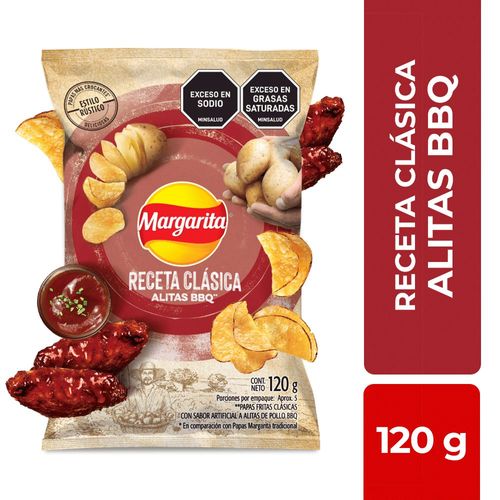 PAPAS MÁS CROCANTES*
ESTILO
RÚSTICO
DELICIOSAS
EXCESO EN
SODIO
MINSALUD
EXCESO EN
GRASAS
SATURADAS
MINSALUD
Margarita
RECETA CLÁSICA
ALITAS BBQ™
CONT.
NETO 120 g
Porciones por empaque: Aprox. 5
**PAPAS FRITAS CLÁSICAS
CON SABOR ARTIFICIAL A ALITAS DE POLLO BBQ
* En comparación con Papas Margarita tradicional
RECETA CLÁSICA
ALITAS BBQ
120 g